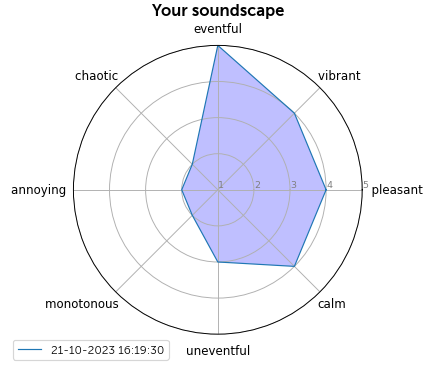 Your soundscape
eventful
chaotic
vibrant
annoying
1 2 3 4 5
pleasant
monotonous
calm
21-10-2023 16:19:30
uneventful